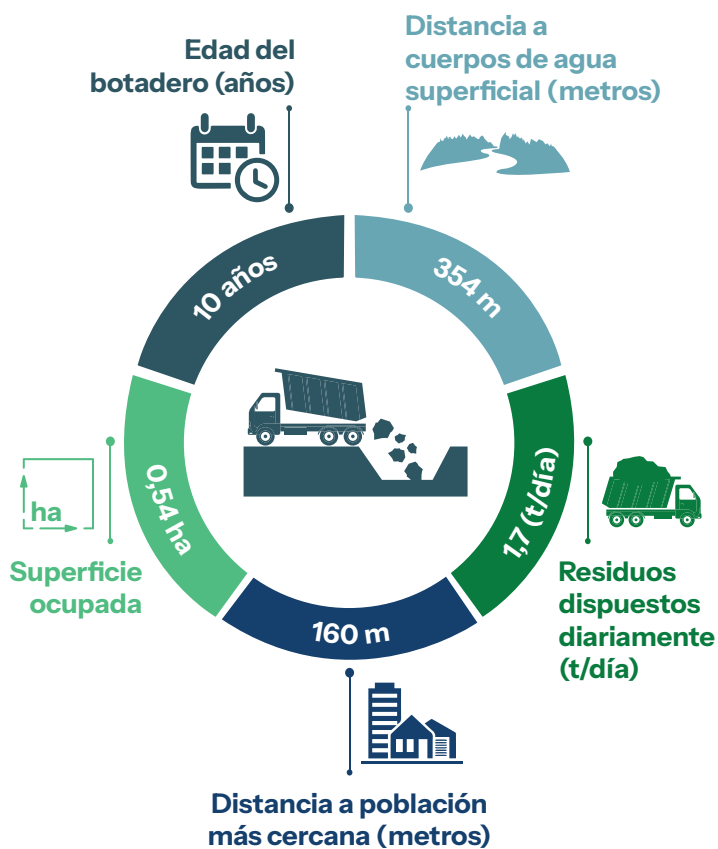 Edad del
botadero (años)
Distancia a
cuerpos de agua
superficial (metros)
10 años
354 m
0,54 ha
1,7 (t/día)
160 m
ha
Superficie
ocupada
Residuos
dispuestos
diariamente
(t/día)
Distancia a población
más cercana (metros)